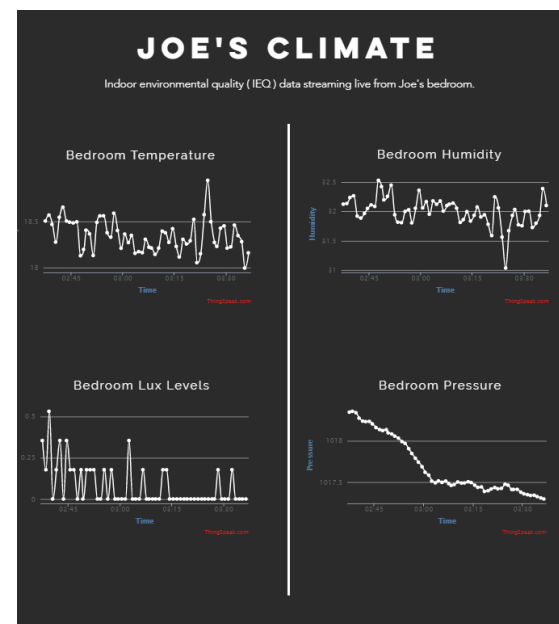 JOE'S CLIMATE
Indoor environmental quality ( IEQ ) data streaming live from Joe's bedroom.
Bedroom Temperature
18.5
18
02:45 03:00 03:15 03:30
Time
ThingSpeak.com
Bedroom Humidity
Humidity
32.5
32
31.5
31
02:45 03:00 03:15 03:30
Time
ThingSpeak.com
Bedroom Lux Levels
0.5
0.25
0
02:45 03:00 03:15 03:30
Time
ThingSpeak.com
Bedroom Pressure
Pressure
1018
1017.5
02:45 03:00 03:15 03:30
Time
ThingSpeak.com